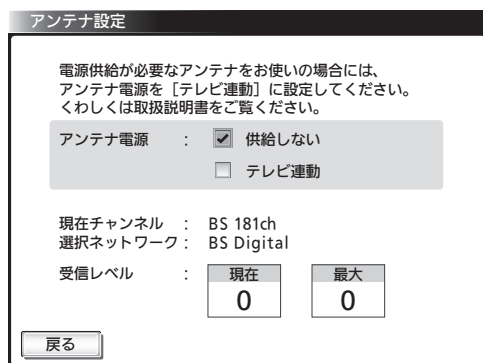 アンテナ設定
電源供給が必要なアンテナをお使いの場合には、
アンテナ電源を［テレビ連動］に設定してください。
くわしくは取扱説明書をご覧ください。
アンテナ電源 : 供給しない
テレビ連動
現在チャンネル : BS 181ch
選択ネットワーク : BS Digital
受信レベル : 現在 最大
0 0
戻る